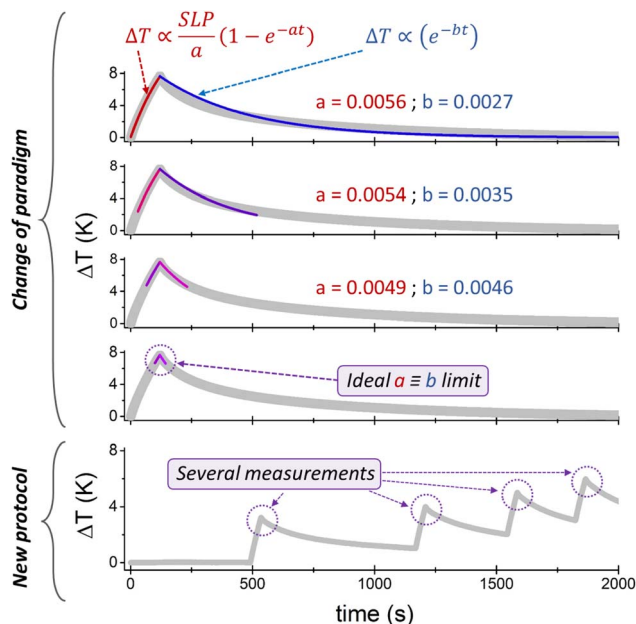 ΔT ∝ SLP/a (1 − e^−at)
ΔT ∝ (e^−bt)
Change of paradigm
ΔT (K)
8
4
0
a = 0.0056 ; b = 0.0027
8
4
0
a = 0.0054 ; b = 0.0035
8
4
0
a = 0.0049 ; b = 0.0046
8
4
0
Ideal a ≡ b limit
New protocol
ΔT (K)
8
4
0
Several measurements
0 500 1000 1500 2000
time (s)